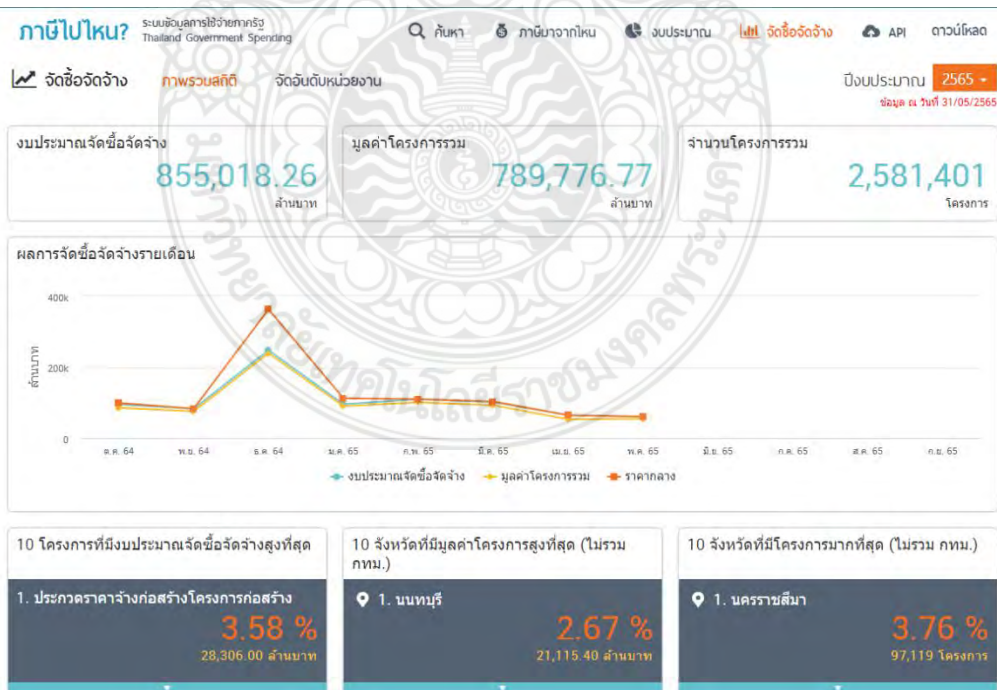 ภาษีไปไหน? ระบบข้อมูลการใช้จ่ายภาครัฐ
Thailand Government Spending
ค้นหา ภาษีมาจากไหน งบประมาณ จัดซื้อจัดจ้าง API ดาวน์โหลด
จัดซื้อจัดจ้าง ภาพรวมสถิติ จัดอันดับหน่วยงาน ปีงบประมาณ 2565
ข้อมูล ณ วันที่ 31/05/2565
งบประมาณจัดซื้อจัดจ้าง
855,018.26
ล้านบาท
มูลค่าโครงการรวม
789,776.77
ล้านบาท
จำนวนโครงการรวม
2,581,401
โครงการ
ผลการจัดซื้อจัดจ้างรายเดือน
ล้านบาท
400k
200k
0
ต.ค. 64 พ.ย. 64 ธ.ค. 64 ม.ค. 65 ก.พ. 65 มี.ค. 65 เม.ย. 65 พ.ค. 65 มิ.ย. 65 ก.ค. 65 ส.ค. 65 ก.ย. 65
งบประมาณจัดซื้อจัดจ้าง มูลค่าโครงการรวม ราคากลาง
10 โครงการที่มีงบประมาณจัดซื้อจัดจ้างสูงที่สุด
1. ประกวดราคาจ้างก่อสร้างโครงการก่อสร้าง
3.58 %
28,306.00 ล้านบาท
10 จังหวัดที่มีมูลค่าโครงการสูงที่สุด (ไม่รวม
กทม.)
1. นนทบุรี
2.67 %
21,115.40 ล้านบาท
10 จังหวัดที่มีโครงการมากที่สุด (ไม่รวม กทม.)
1. นครราชสีมา
3.76 %
97,119 โครงการ